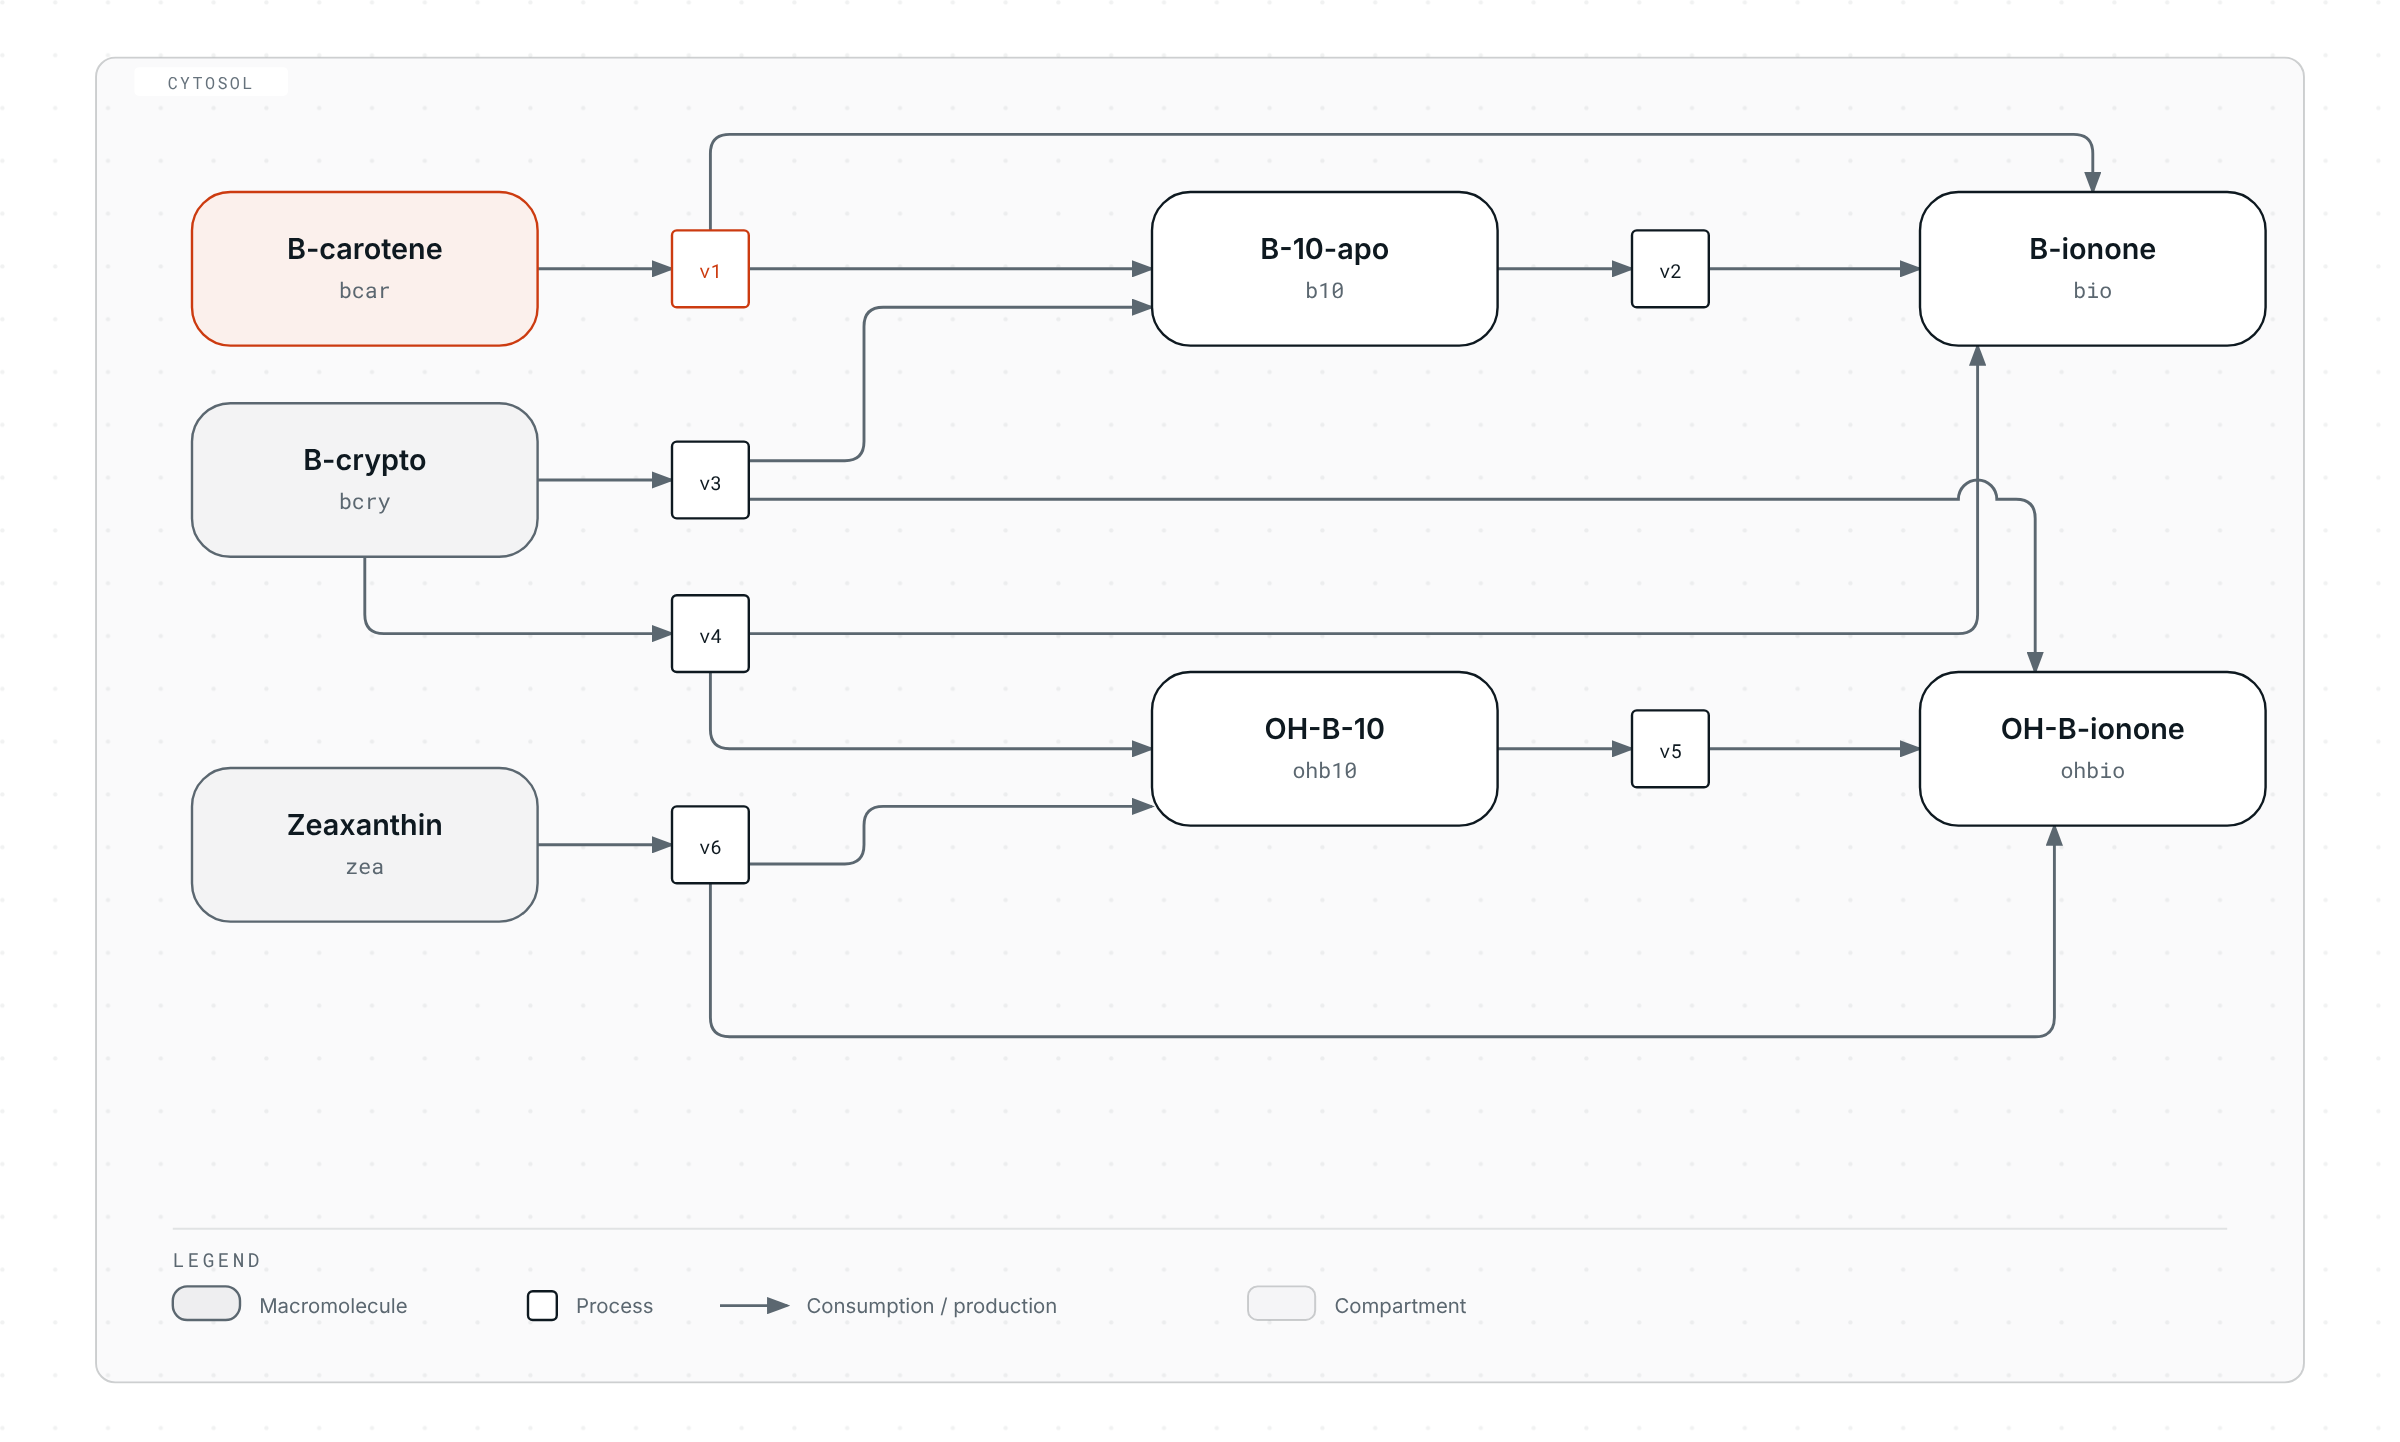 CYTOSOL
B-carotene
bcar
v1
B-10-apo
b10
v2
B-ionone
bio
B-crypto
bcry
v3
v4
OH-B-10
ohb10
v5
OH-B-ionone
ohbio
Zeaxanthin
zea
v6
LEGEND
Macromolecule
Process
Consumption / production
Compartment